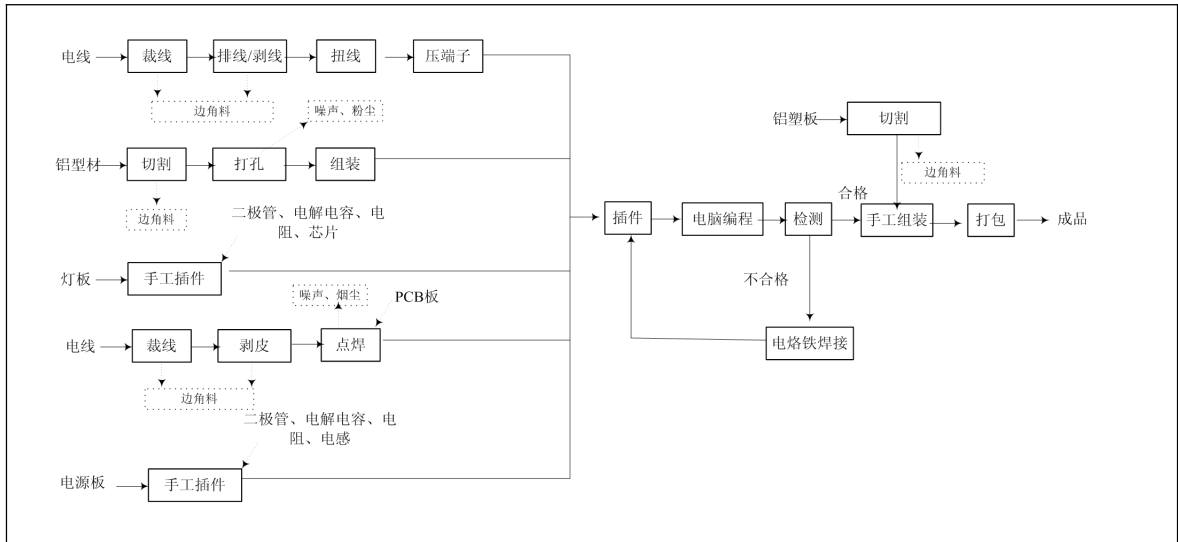 电线
裁线
排线/剥线
扭线
压端子
边角料
噪声、粉尘
铝塑板
切割
边角料
铝型材
切割
打孔
组装
边角料
二极管、电解电容、电
阻、芯片
灯板
手工插件
插件
电脑编程
检测
合格
手工组装
打包
成品
不合格
电烙铁焊接
噪声、烟尘
PCB板
电线
裁线
剥皮
点焊
边角料
二极管、电解电容、电
阻、电感
电源板
手工插件